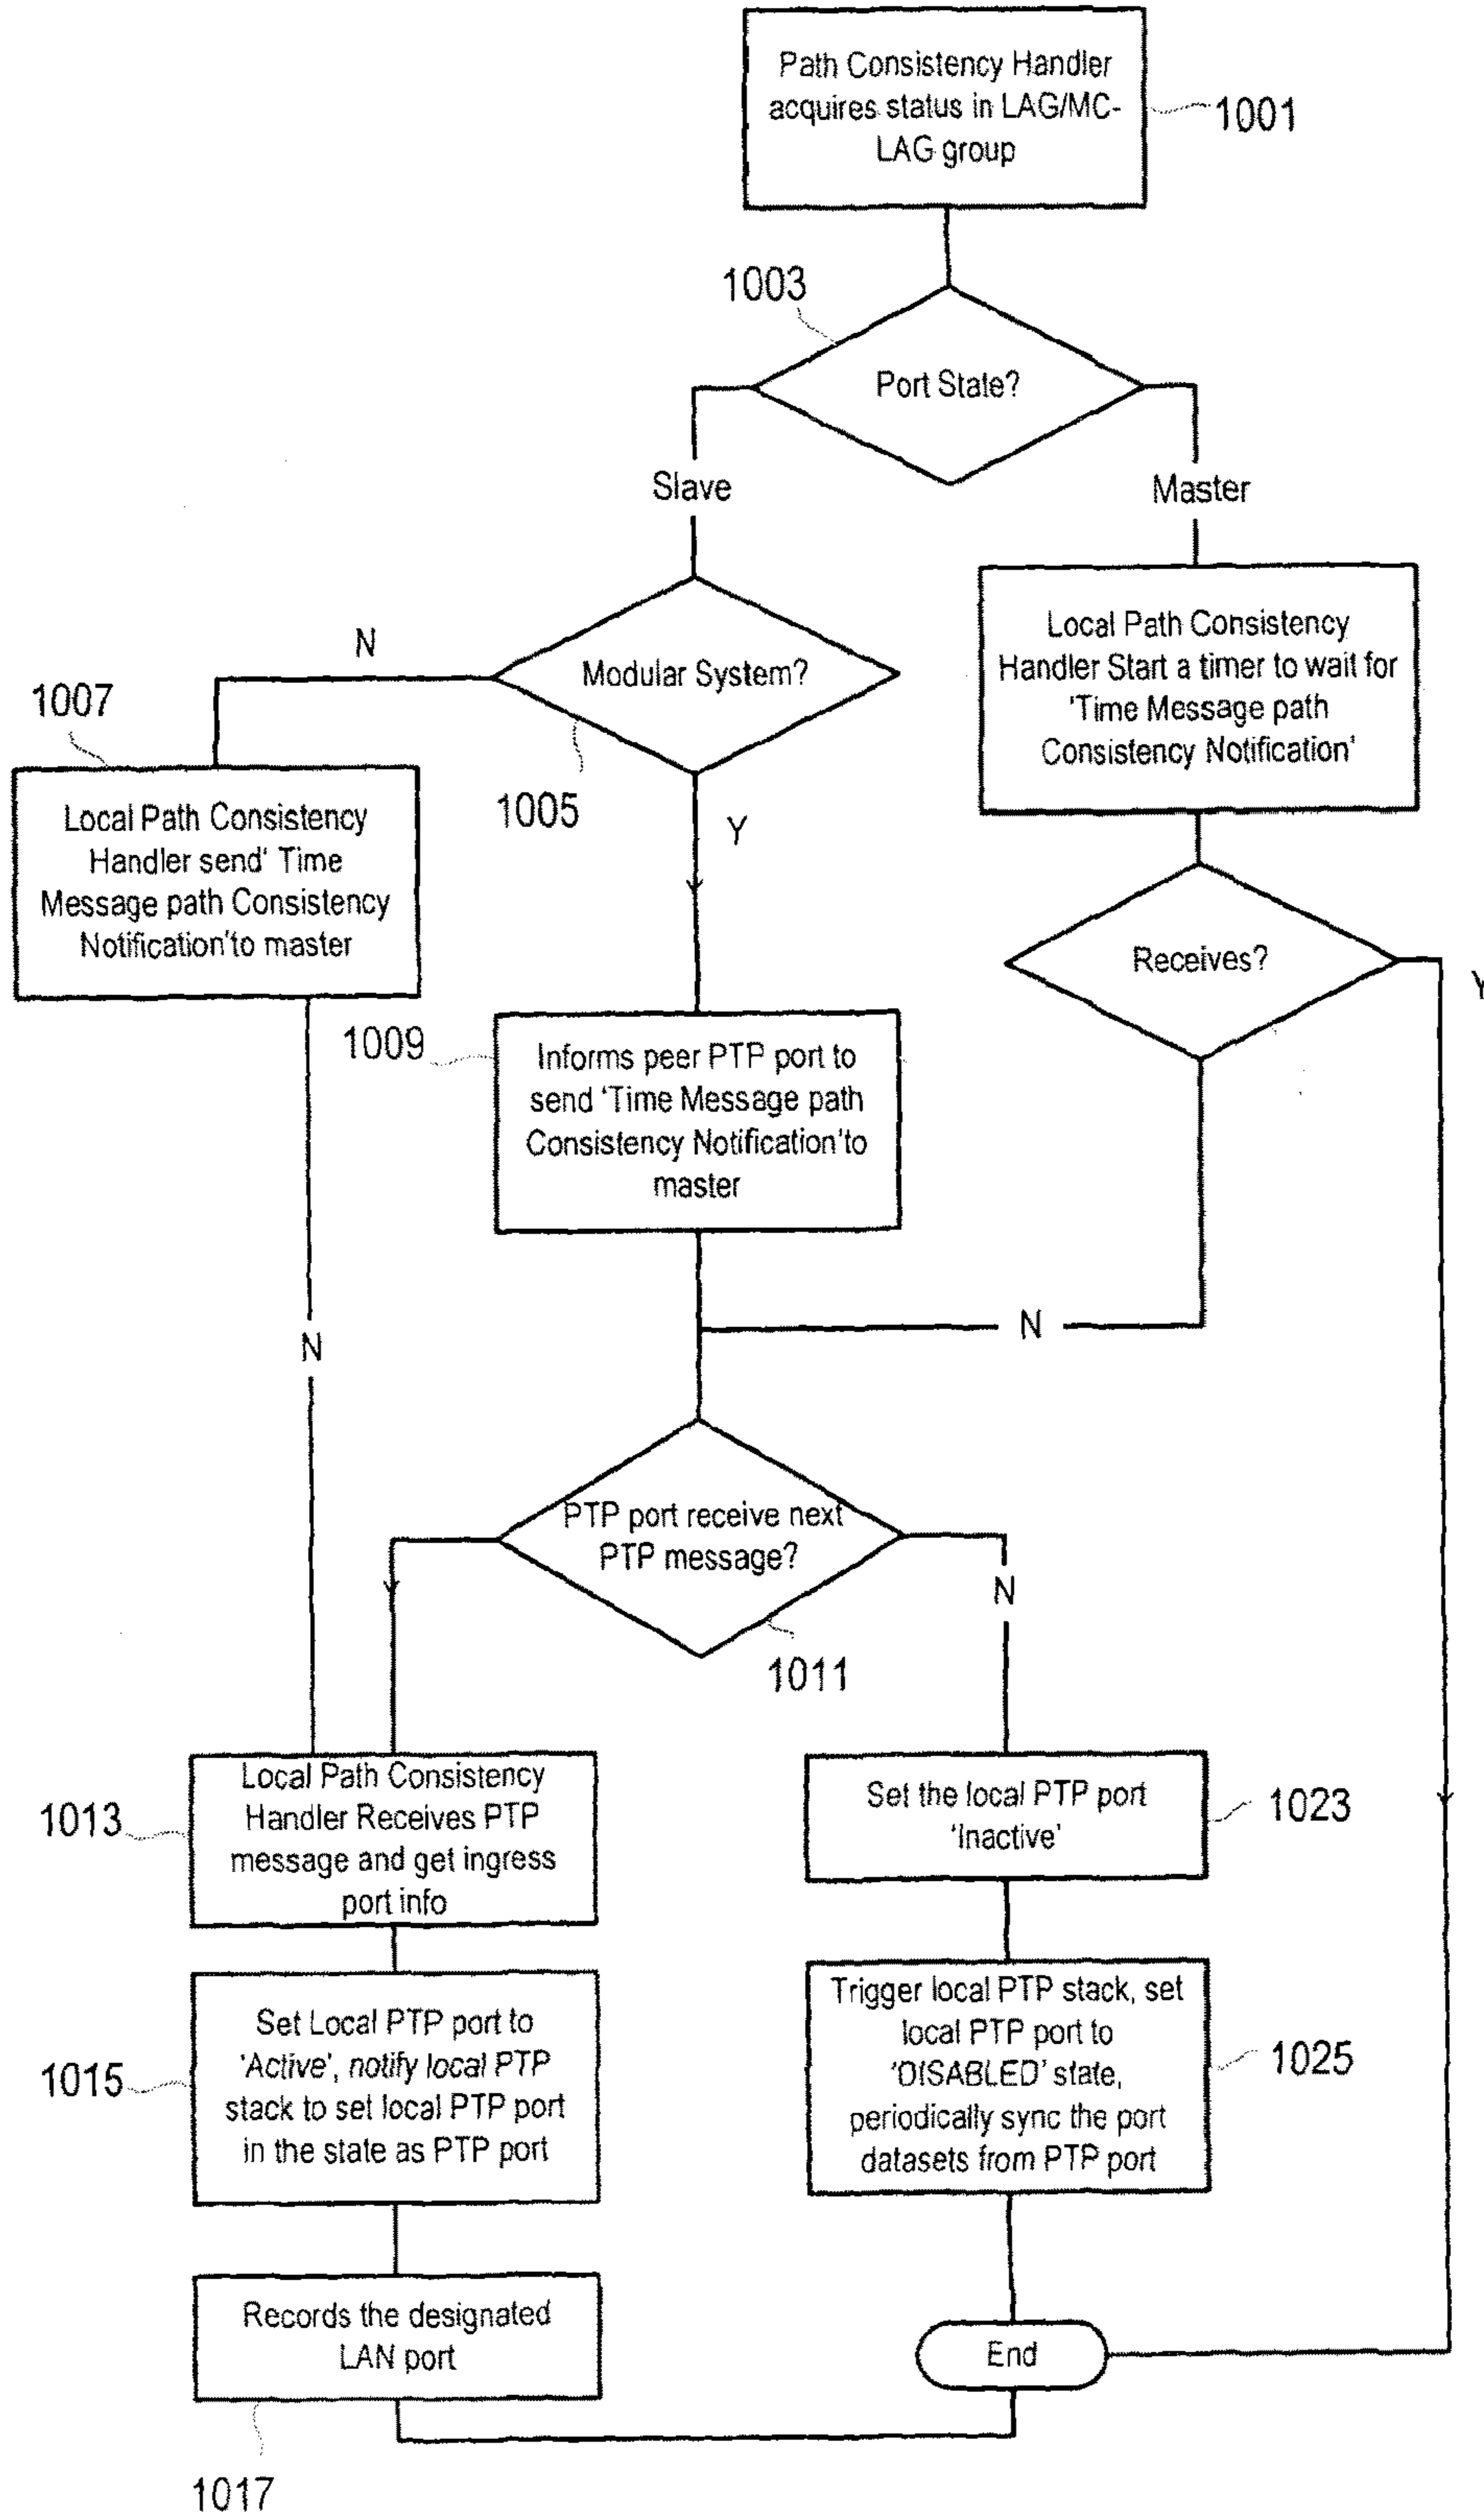 Path Consistency Handler
acquires status in LAG/MC-
LAG group
1001
1003
Port State?
Slave
Master
Modular System?
N
1005
Y
1007
Local Path Consistency
Handler send' Time
Message path Consistency
Notification'to master
Local Path Consistency
Handler Start a timer to wait for
'Time Message path
Consistency Notification'
Receives?
Y
1009
Informs peer PTP port to
send 'Time Message path
Consistency Notification'to
master
N
N
PTP port receive next
PTP message?
1011
N
1013
Local Path Consistency
Handler Receives PTP
message and get ingress
port info
Set the local PTP port
'Inactive'
1023
1015
Set Local PTP port to
'Active', notify local PTP
stack to set local PTP port
in the state as PTP port
Trigger local PTP stack, set
local PTP port to
'DISABLED' state,
periodically sync the port
datasets from PTP port
1025
Records the designated
LAN port
1017
End